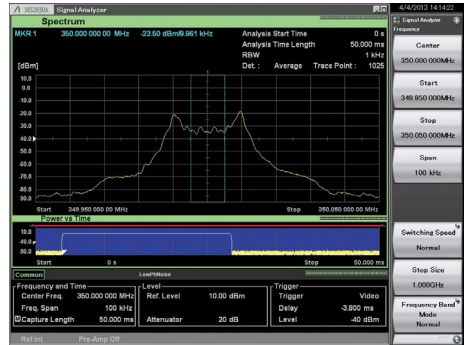 MS2850A Signal Analyzer
4/4/2013 14:14:22
Spectrum
MKR 1 350.000 000 00 MHz -23.50 dBm/9.961 kHz
Analysis Start Time 0 s
Analysis Time Length 50.000 ms
RBW 1 kHz
[dBm]
Det. : Average Trace Point : 1025
10.0
0.0
-10.0
-20.0
-30.0
-40.0
-50.0
-60.0
-70.0
-80.0
Start 349.950 000 00 MHz
Stop 350.050 000 00 MHz
Power vs Time
10.0
-40.0
-90.0
Start 0 s
Stop 50.000 ms
Common
LowPhNoise
Frequency and Time
Center Freq. 350.000 000 MHz
Freq. Span 100 kHz
Capture Length 50.000 ms
Level
Ref. Level 10.00 dBm
Attenuator 20 dB
Trigger
Trigger Video
Delay -3.800 ms
Level -40 dBm
Ref.Int Pre-Amp Off
Signal Analyzer
Frequency
Center
350.000 000MHz
Start
349.950 000MHz
Stop
350.050 000MHz
Span
100 kHz
Switching Speed
Normal
Step Size
1.000GHz
Frequency Band
Mode
Normal